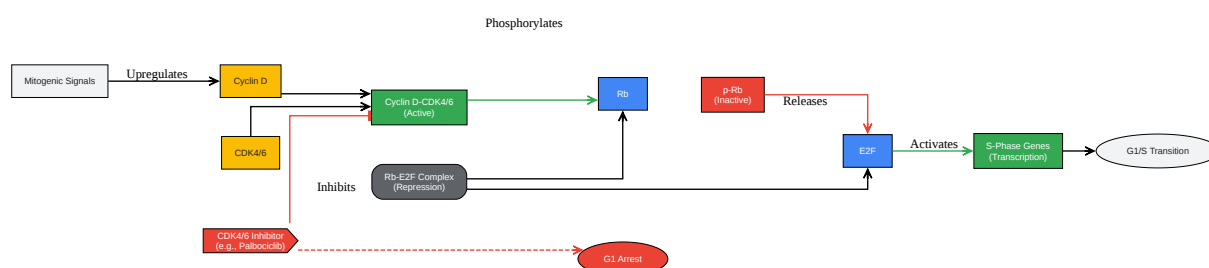 Phosphorylates
Mitogenic Signals
Upregulates
Cyclin D
CDK4/6
Cyclin D-CDK4/6
(Active)
Rb
p-Rb
(Inactive)
Releases
E2F
Activates
S-Phase Genes
(Transcription)
G1/S Transition
Rb-E2F Complex
(Repression)
Inhibits
CDK4/6 Inhibitor
(e.g., Palbociclib)
G1 Arrest